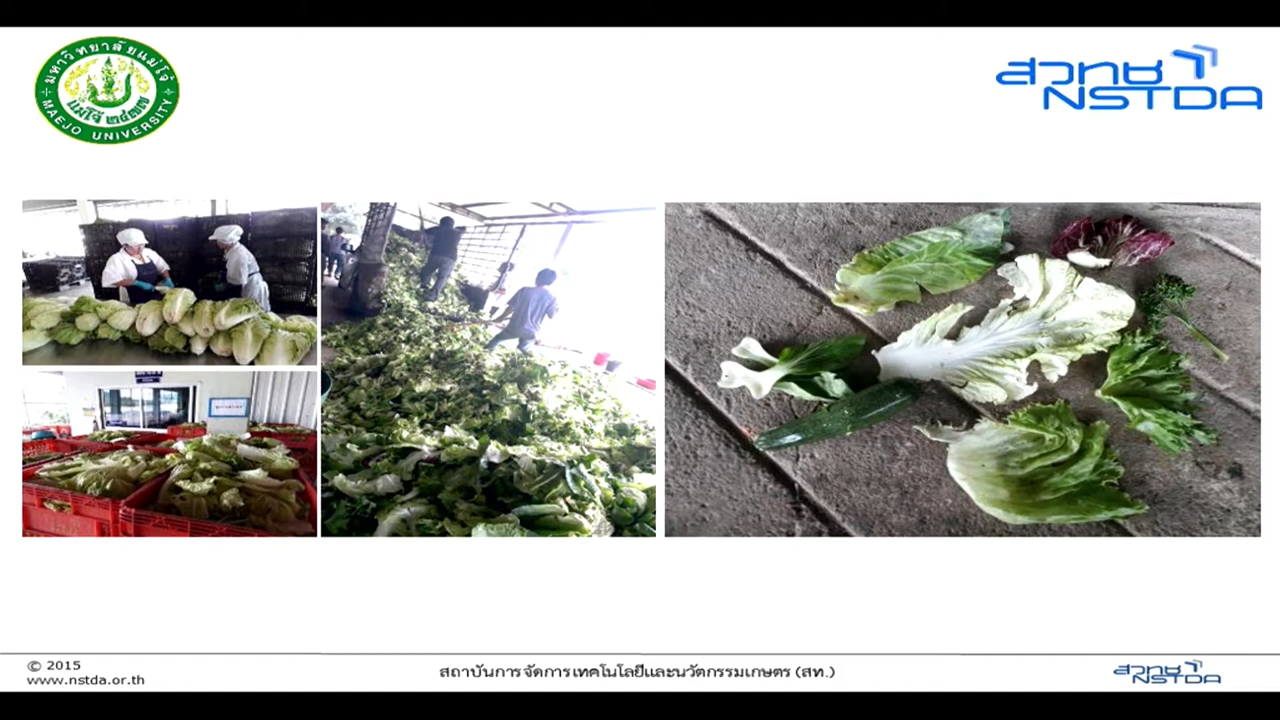 มหาวิทยาลัยแม่โจ้
แม่โจ้ ๒๔๗๗
MAEJO UNIVERSITY
สวทช
NSTDA
© 2015
www.nstda.or.th
สถาบันการจัดการเทคโนโลยีและนวัตกรรมเกษตร (สท.)
สวทช
NSTDA